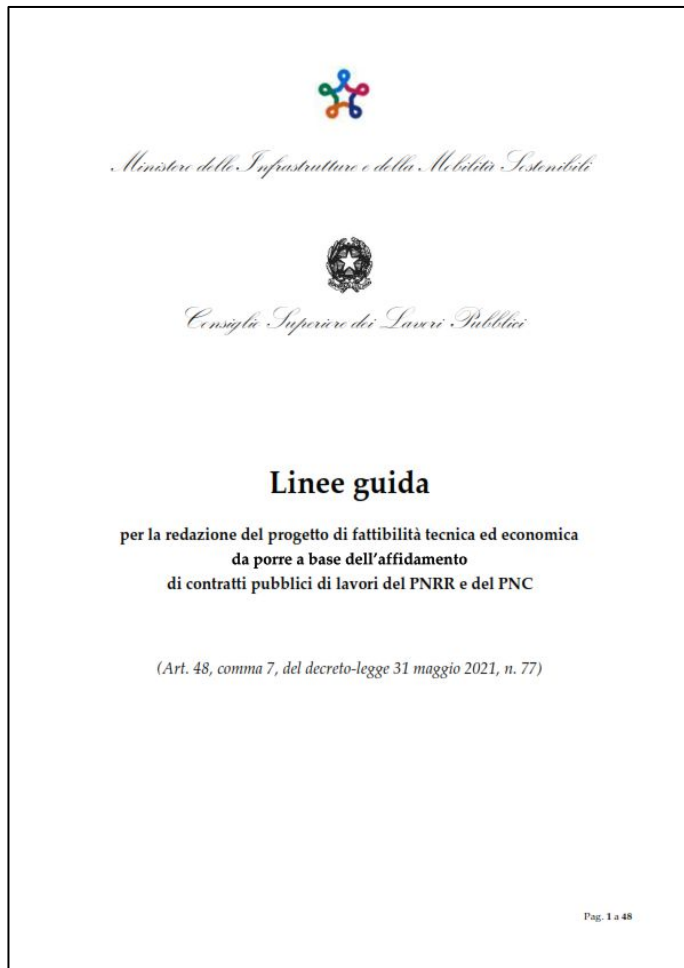 Ministero delle Infrastrutture e della Mobilità Sostenibili
Consiglio Superiore dei Lavori Pubblici
Linee guida
per la redazione del progetto di fattibilità tecnica ed economica
da porre a base dell'affidamento
di contratti pubblici di lavori del PNRR e del PNC
(Art. 48, comma 7, del decreto-legge 31 maggio 2021, n. 77)
Pag. 1 a 48